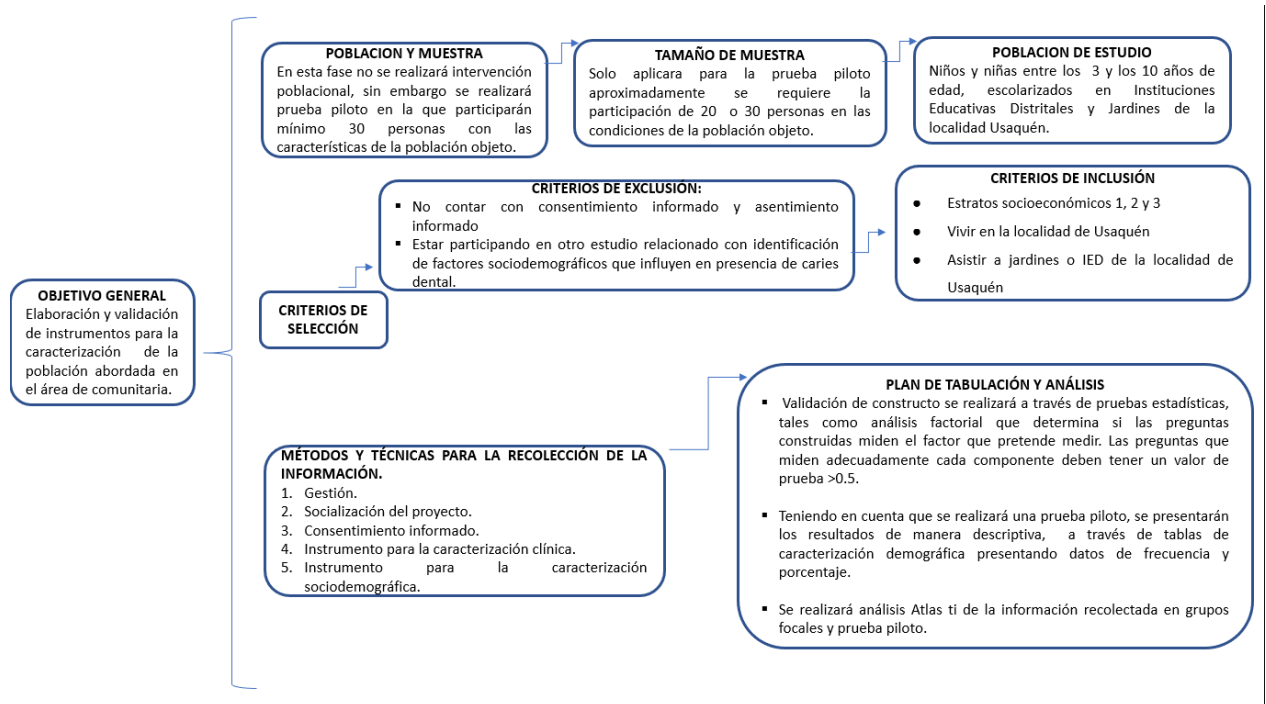 POBLACION Y MUESTRA
En esta fase no se realizará intervención
poblacional, sin embargo se realizará
prueba piloto en la que participarán
mínimo 30 personas con las
características de la población objeto.
TAMAÑO DE MUESTRA
Solo aplicara para la prueba piloto
aproximadamente se requiere la
participación de 20 o 30 personas en las
condiciones de la población objeto.
POBLACION DE ESTUDIO
Niños y niñas entre los 3 y los 10 años de
edad, escolarizados en Instituciones
Educativas Distritales y Jardines de la
localidad Usaquén.
OBJETIVO GENERAL
Elaboración y validación
de instrumentos para la
caracterización de la
población abordada en
el área de comunitaria.
CRITERIOS DE
SELECCIÓN
CRITERIOS DE EXCLUSIÓN:
▪ No contar con consentimiento informado y asentimiento
informado
▪ Estar participando en otro estudio relacionado con identificación
de factores sociodemográficos que influyen en presencia de caries
dental.
CRITERIOS DE INCLUSIÓN
● Estratos socioeconómicos 1, 2 y 3
● Vivir en la localidad de Usaquén
● Asistir a jardines o IED de la localidad de
Usaquén
MÉTODOS Y TÉCNICAS PARA LA RECOLECCIÓN DE LA
INFORMACIÓN.
1. Gestión.
2. Socialización del proyecto.
3. Consentimiento informado.
4. Instrumento para la caracterización clínica.
5. Instrumento para la caracterización
sociodemográfica.
PLAN DE TABULACIÓN Y ANÁLISIS
▪ Validación de constructo se realizará a través de pruebas estadísticas,
tales como análisis factorial que determina si las preguntas
construidas miden el factor que pretende medir. Las preguntas que
miden adecuadamente cada componente deben tener un valor de
prueba >0.5.
▪ Teniendo en cuenta que se realizará una prueba piloto, se presentarán
los resultados de manera descriptiva, a través de tablas de
caracterización demográfica presentando datos de frecuencia y
porcentaje.
▪ Se realizará análisis Atlas ti de la información recolectada en grupos
focales y prueba piloto.